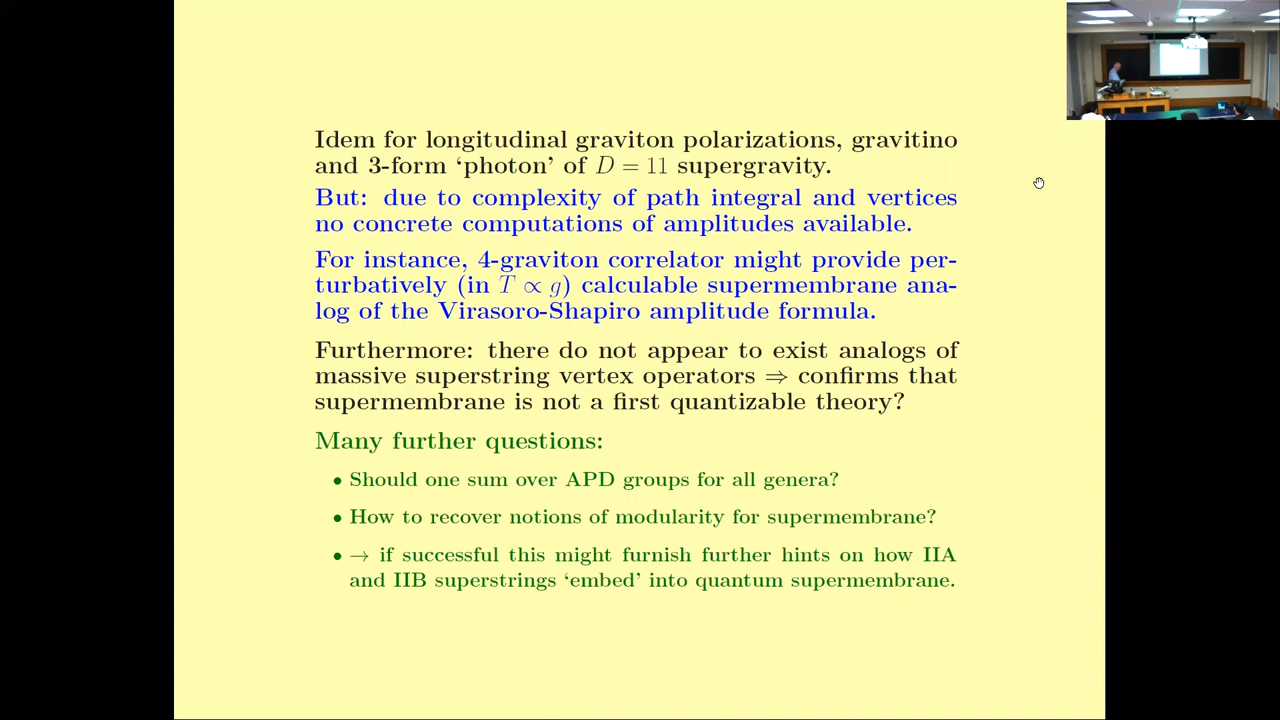 Idem for longitudinal graviton polarizations, gravitino
and 3-form ‘photon’ of D = 11 supergravity.
But: due to complexity of path integral and vertices
no concrete computations of amplitudes available.
For instance, 4-graviton correlator might provide per-
turbatively (in T ∝ g) calculable supermembrane ana-
log of the Virasoro-Shapiro amplitude formula.
Furthermore: there do not appear to exist analogs of
massive superstring vertex operators ⇒ confirms that
supermembrane is not a first quantizable theory?
Many further questions:
• Should one sum over APD groups for all genera?
• How to recover notions of modularity for supermembrane?
• → if successful this might furnish further hints on how IIA
and IIB superstrings ‘embed’ into quantum supermembrane.